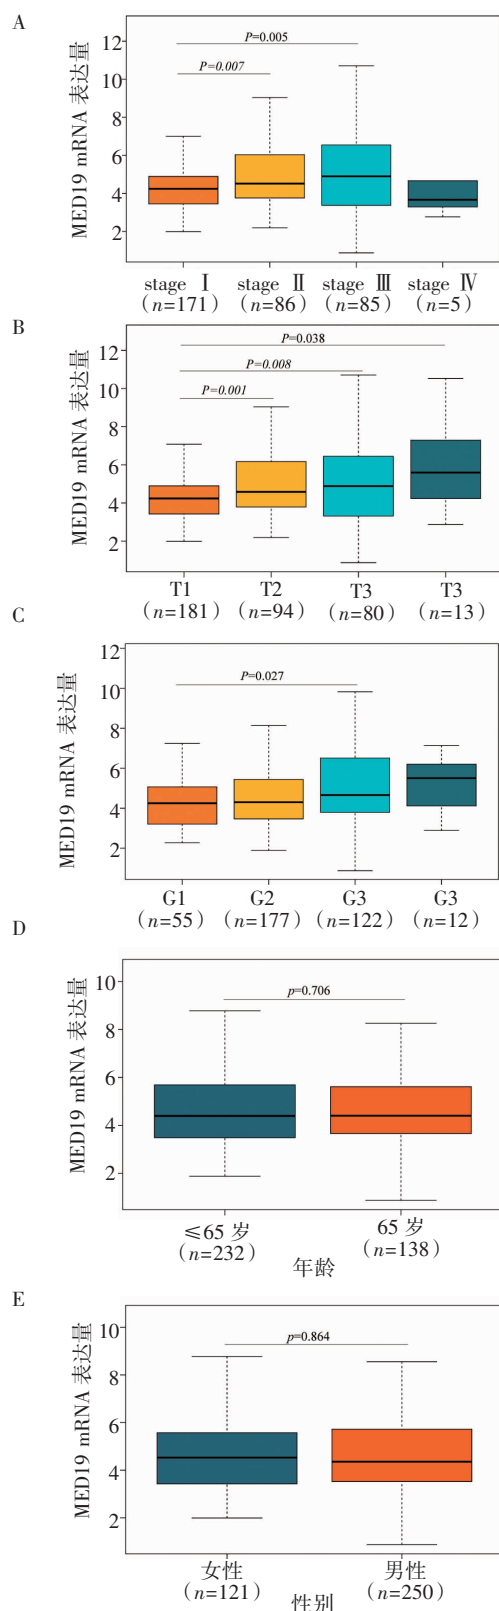 A
MED19 mRNA 表达量
12
10
8
6
4
2
P=0.005
P=0.007
stage Ⅰ stage Ⅱ stage Ⅲ stage Ⅳ
(n=171) (n=86) (n=85) (n=5)
B
MED19 mRNA 表达量
12
10
8
6
4
2
P=0.038
P=0.008
P=0.001
T1 T2 T3 T3
(n=181) (n=94) (n=80) (n=13)
C
MED19 mRNA 表达量
12
10
8
6
4
2
P=0.027
G1 G2 G3 G3
(n=55) (n=177) (n=122) (n=12)
D
MED19 mRNA 表达量
10
8
6
4
2
p=0.706
≤65 岁 65 岁
(n=232) (n=138)
年龄
E
MED19 mRNA 表达量
10
8
6
4
2
p=0.864
女性 男性
(n=121) (n=250)
性别